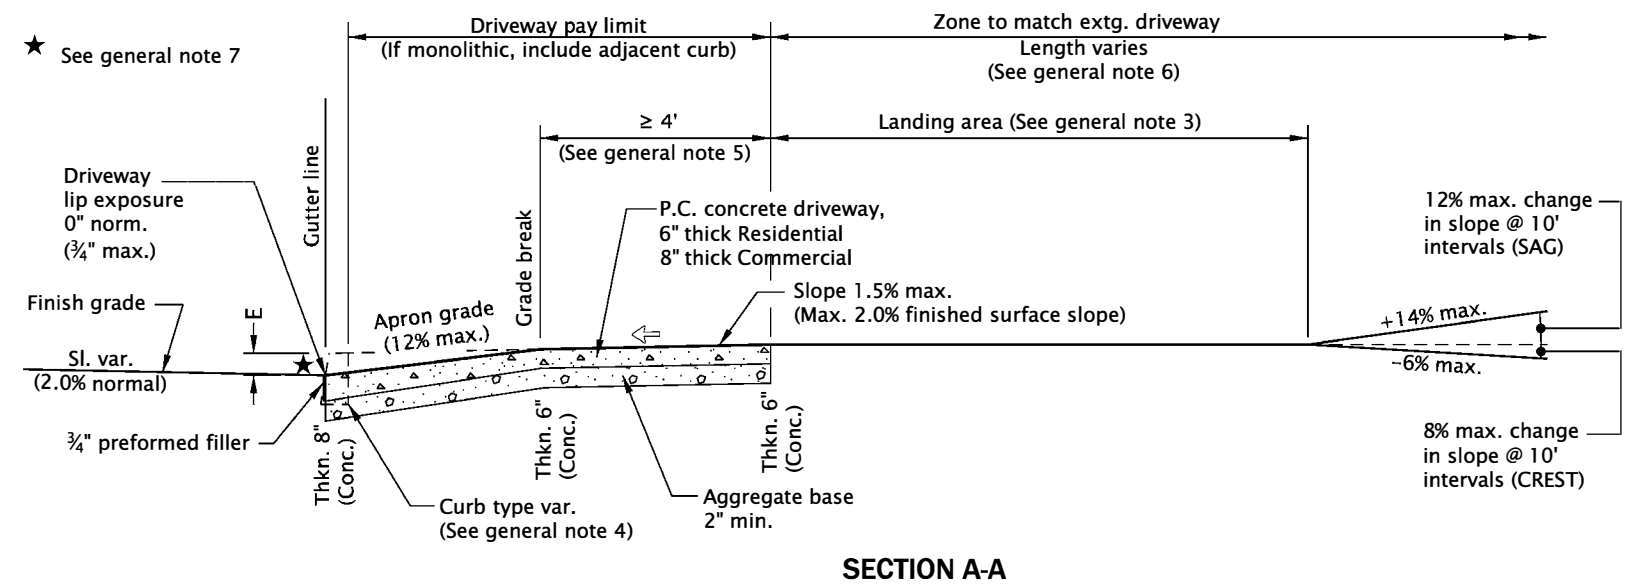 Driveway pay limit
(If monolithic, include adjacent curb)
Zone to match extg. driveway
Length varies
(See general note 6)
★ See general note 7
≥ 4'
(See general note 5)
Landing area (See general note 3)
Gutter line
Driveway
lip exposure
0" norm.
(¾" max.)
Grade break
P.C. concrete driveway,
6" thick Residential
8" thick Commercial
12% max. change
in slope @ 10'
intervals (SAG)
Finish grade
E
Apron grade
(12% max.)
Slope 1.5% max.
(Max. 2.0% finished surface slope)
+14% max.
-6% max.
Sl. var.
(2.0% normal)
★
¾" preformed filler
Thkn. 8"
(Conc.)
Thkn. 6"
(Conc.)
Thkn. 6"
(Conc.)
8% max. change
in slope @ 10'
intervals (CREST)
Curb type var.
(See general note 4)
Aggregate base
2" min.
SECTION A-A